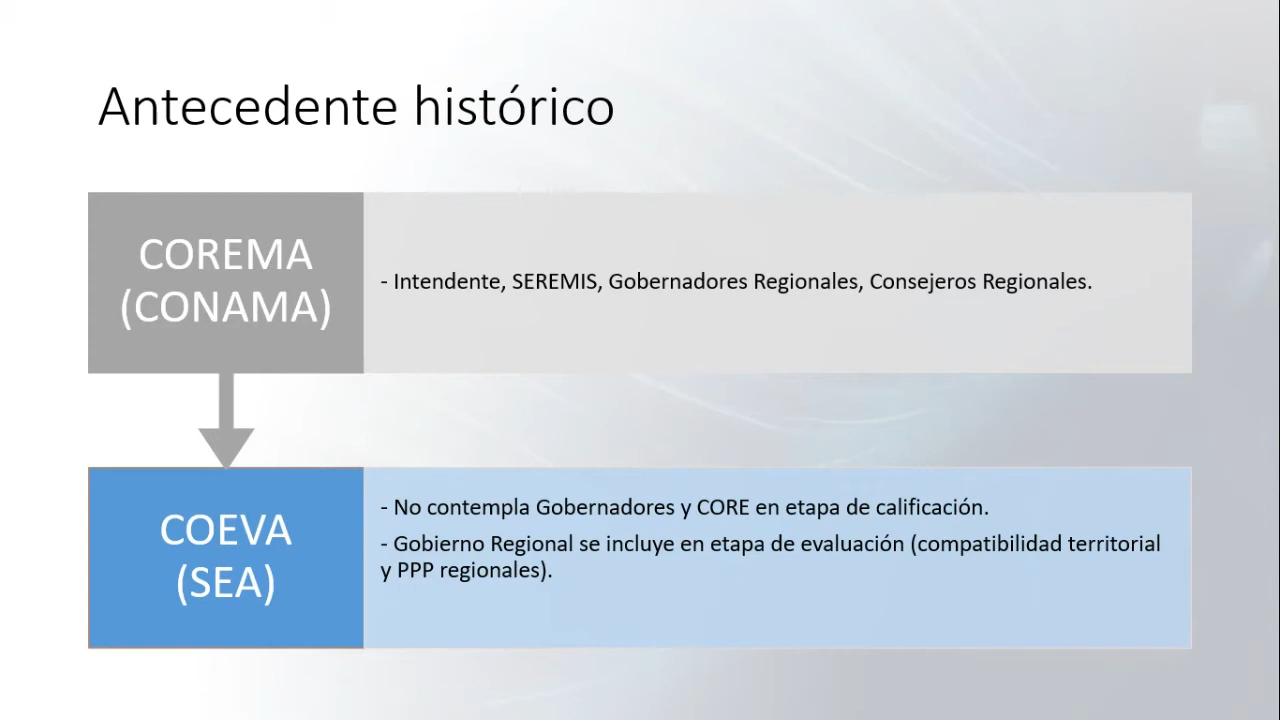 Antecedente histórico
COREMA
(CONAMA)
- Intendente, SEREMIS, Gobernadores Regionales, Consejeros Regionales.
COEVA
(SEA)
- No contempla Gobernadores y CORE en etapa de calificación.
- Gobierno Regional se incluye en etapa de evaluación (compatibilidad territorial
y PPP regionales).